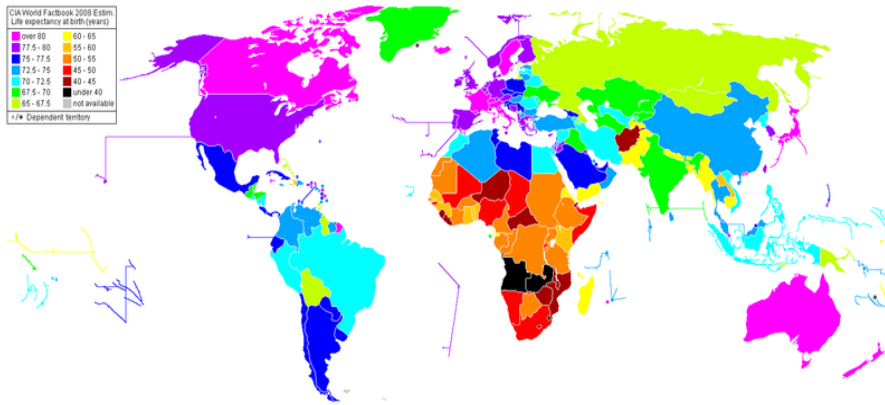 CIA World Factbook 2008 Estim.
Life expectancy at birth (years)
over 80
77.5 - 80
75 - 77.5
72.5 - 75
70 - 72.5
67.5 - 70
65 - 67.5
60 - 65
55 - 60
50 - 55
45 - 50
40 - 45
under 40
not available
+/* Dependent territory